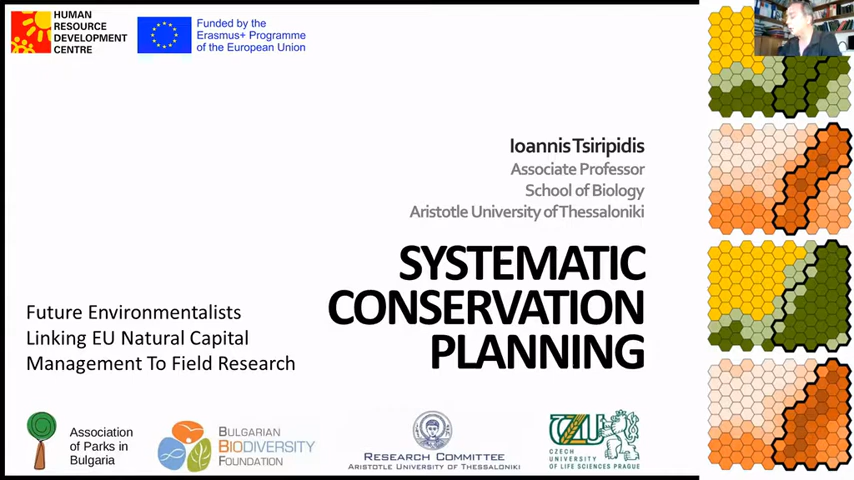 HUMAN
RESOURCE
DEVELOPMENT
CENTRE
Funded by the
Erasmus+ Programme
of the European Union
Ioannis Tsiripidis
Associate Professor
School of Biology
Aristotle University of Thessaloniki
SYSTEMATIC
CONSERVATION
PLANNING
Future Environmentalists
Linking EU Natural Capital
Management To Field Research
Association
of Parks in
Bulgaria
BULGARIAN
BIODIVERSITY
FOUNDATION
RESEARCH COMMITTEE
ARISTOTLE UNIVERSITY OF THESSALONIKI
CZU
CZECH
UNIVERSITY
OF LIFE SCIENCES PRAGUE